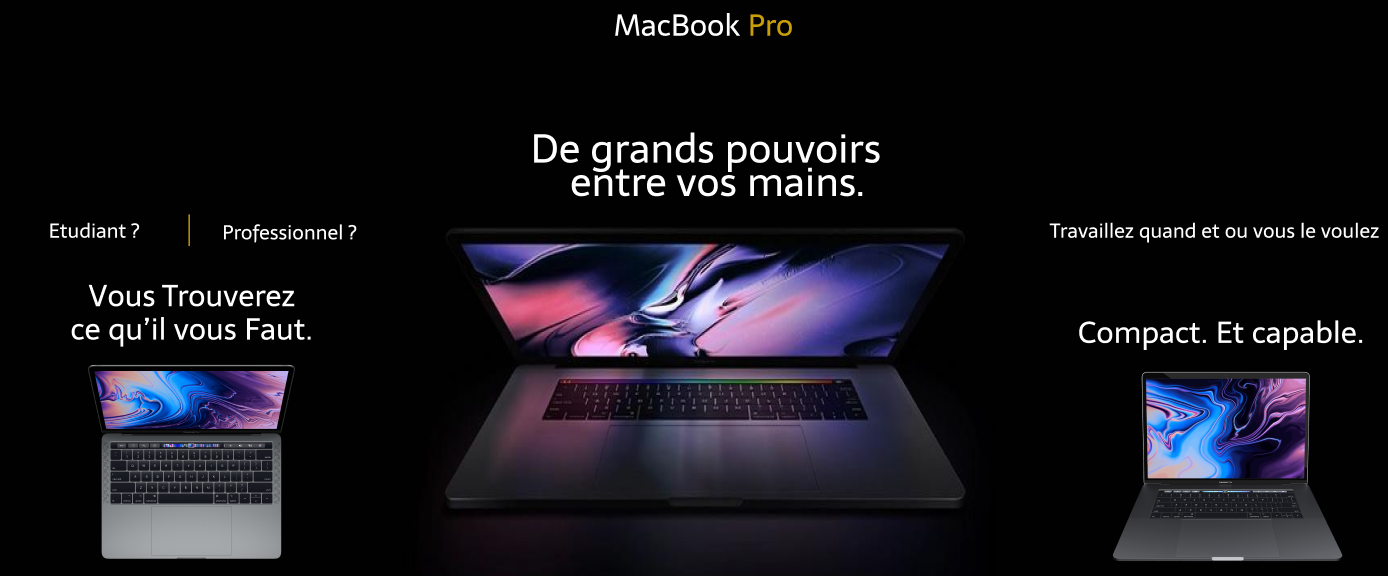 MacBook Pro
De grands pouvoirs
entre vos mains.
Etudiant ?
Professionnel ?
Vous Trouverez
ce qu’il vous Faut.
Travaillez quand et ou vous le voulez
Compact. Et capable.